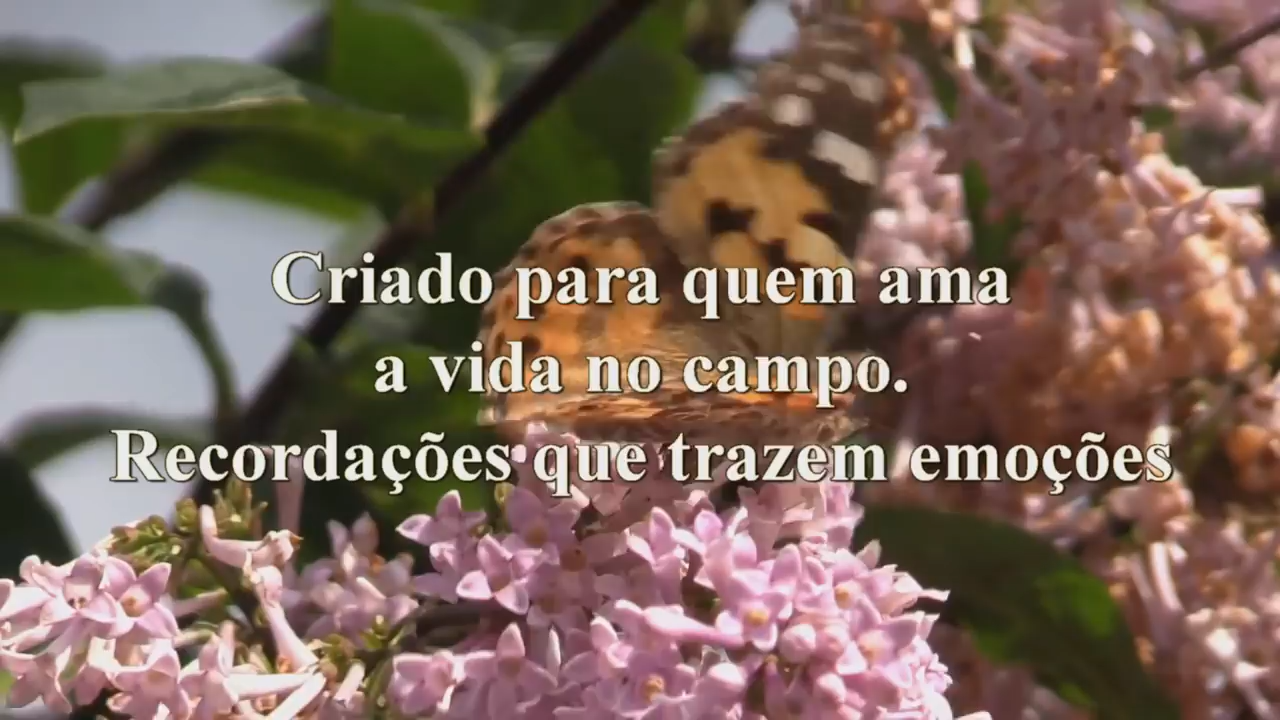 Criado para quem ama
a vida no campo.
Recordações que trazem emoções